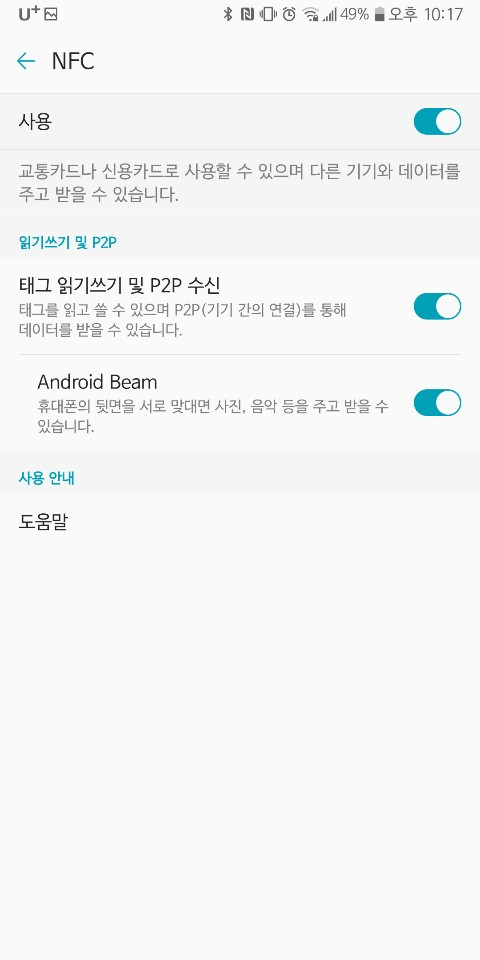 U+ 49% 오후 10:17
NFC
사용
교통카드나 신용카드로 사용할 수 있으며 다른 기기와 데이터를
주고 받을 수 있습니다.
읽기쓰기 및 P2P
태그 읽기쓰기 및 P2P 수신
태그를 읽고 쓸 수 있으며 P2P(기기 간의 연결)를 통해
데이터를 받을 수 있습니다.
Android Beam
휴대폰의 뒷면을 서로 맞대면 사진, 음악 등을 주고 받을 수
있습니다.
사용 안내
도움말